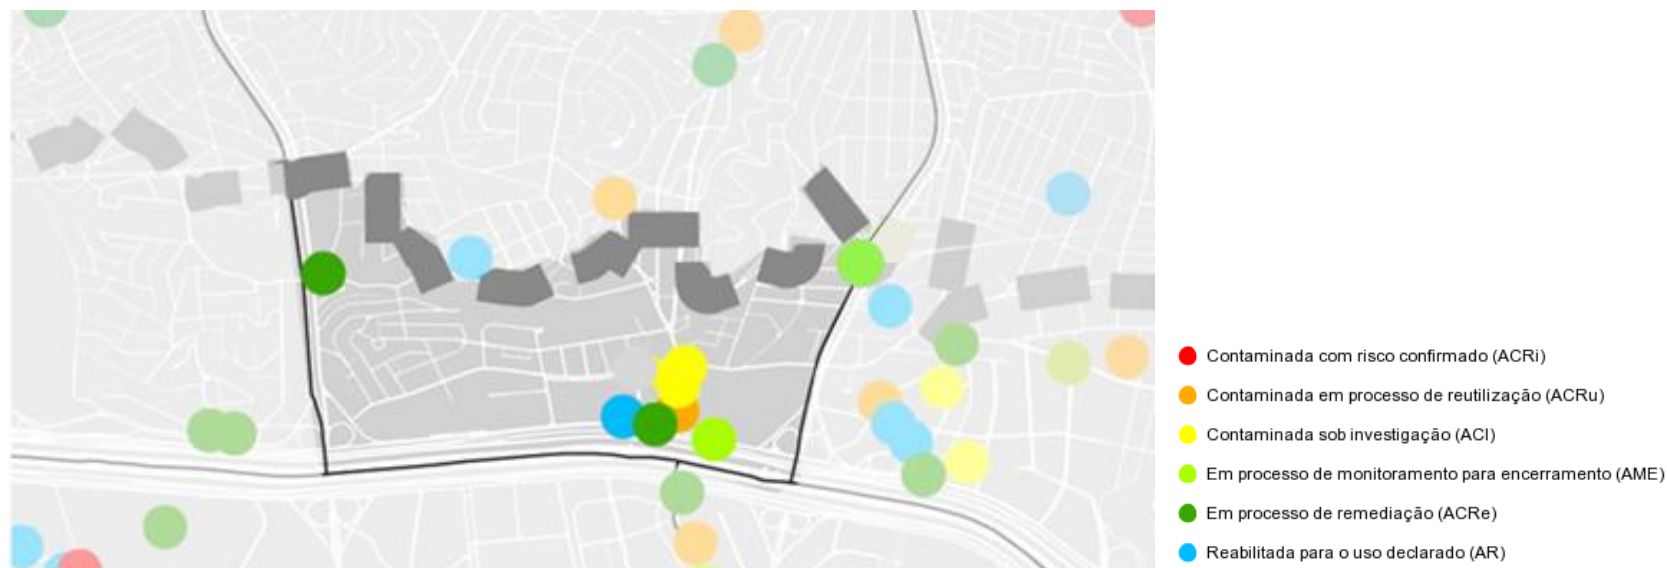 Contaminada com risco confirmado (ACRi)
Contaminada em processo de reutilização (ACRu)
Contaminada sob investigação (ACI)
Em processo de monitoramento para encerramento (AME)
Em processo de remediação (ACRe)
Reabilitada para o uso declarado (AR)